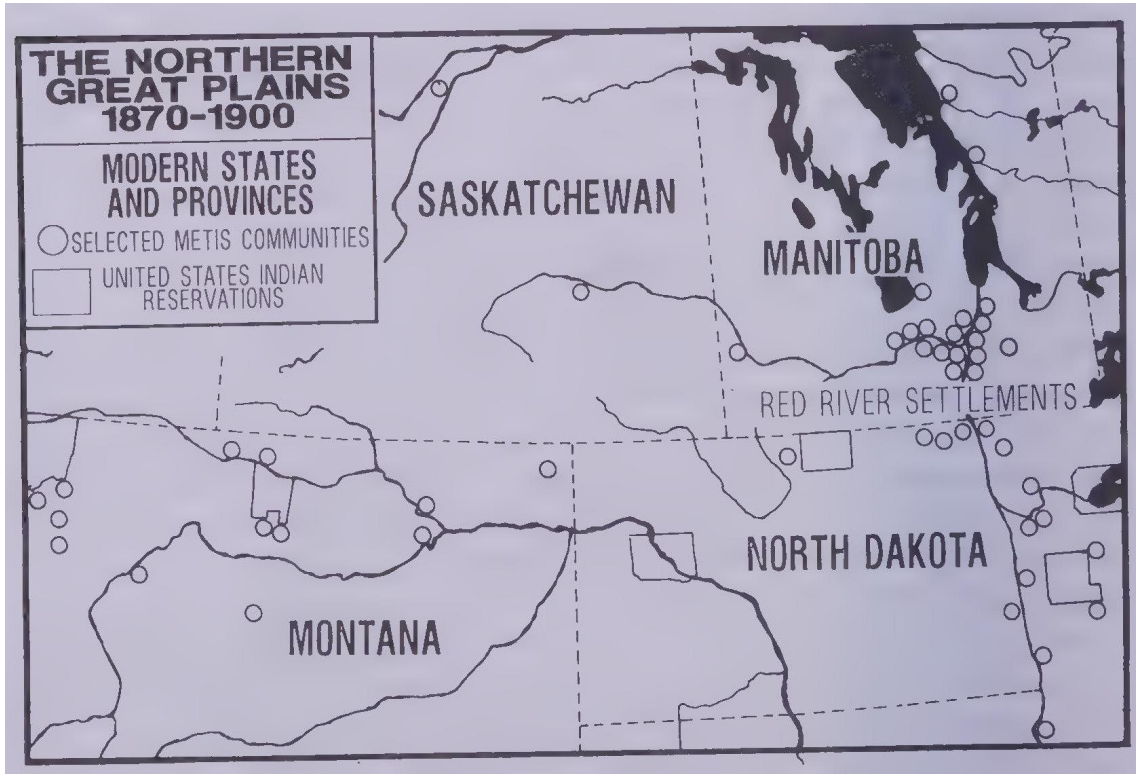 THE NORTHERN
GREAT PLAINS
1870-1900
MODERN STATES
AND PROVINCES
SELECTED METIS COMMUNITIES
UNITED STATES INDIAN
RESERVATIONS
SASKATCHEWAN
MANITOBA
RED RIVER SETTLEMENTS
NORTH DAKOTA
MONTANA